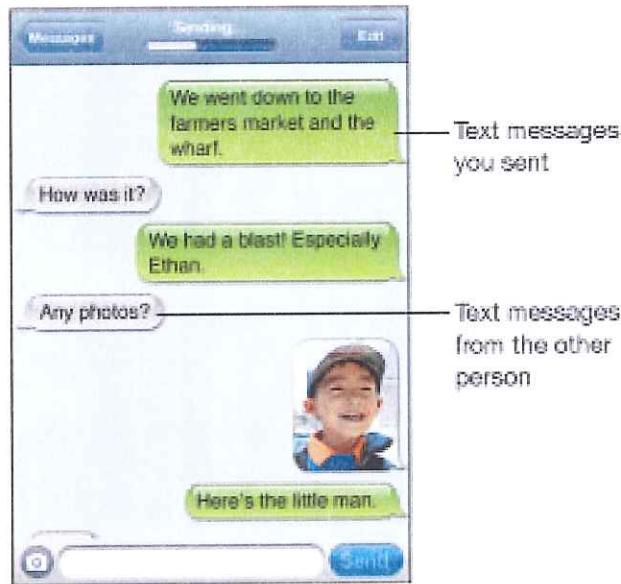 Messages
Sending
Edit
We went down to the
farmers market and the
wharf.
Text messages
you sent
How was it?
We had a blast! Especially
Ethan.
Any photos?
Text messages
from the other
person
Here's the little man.
Send